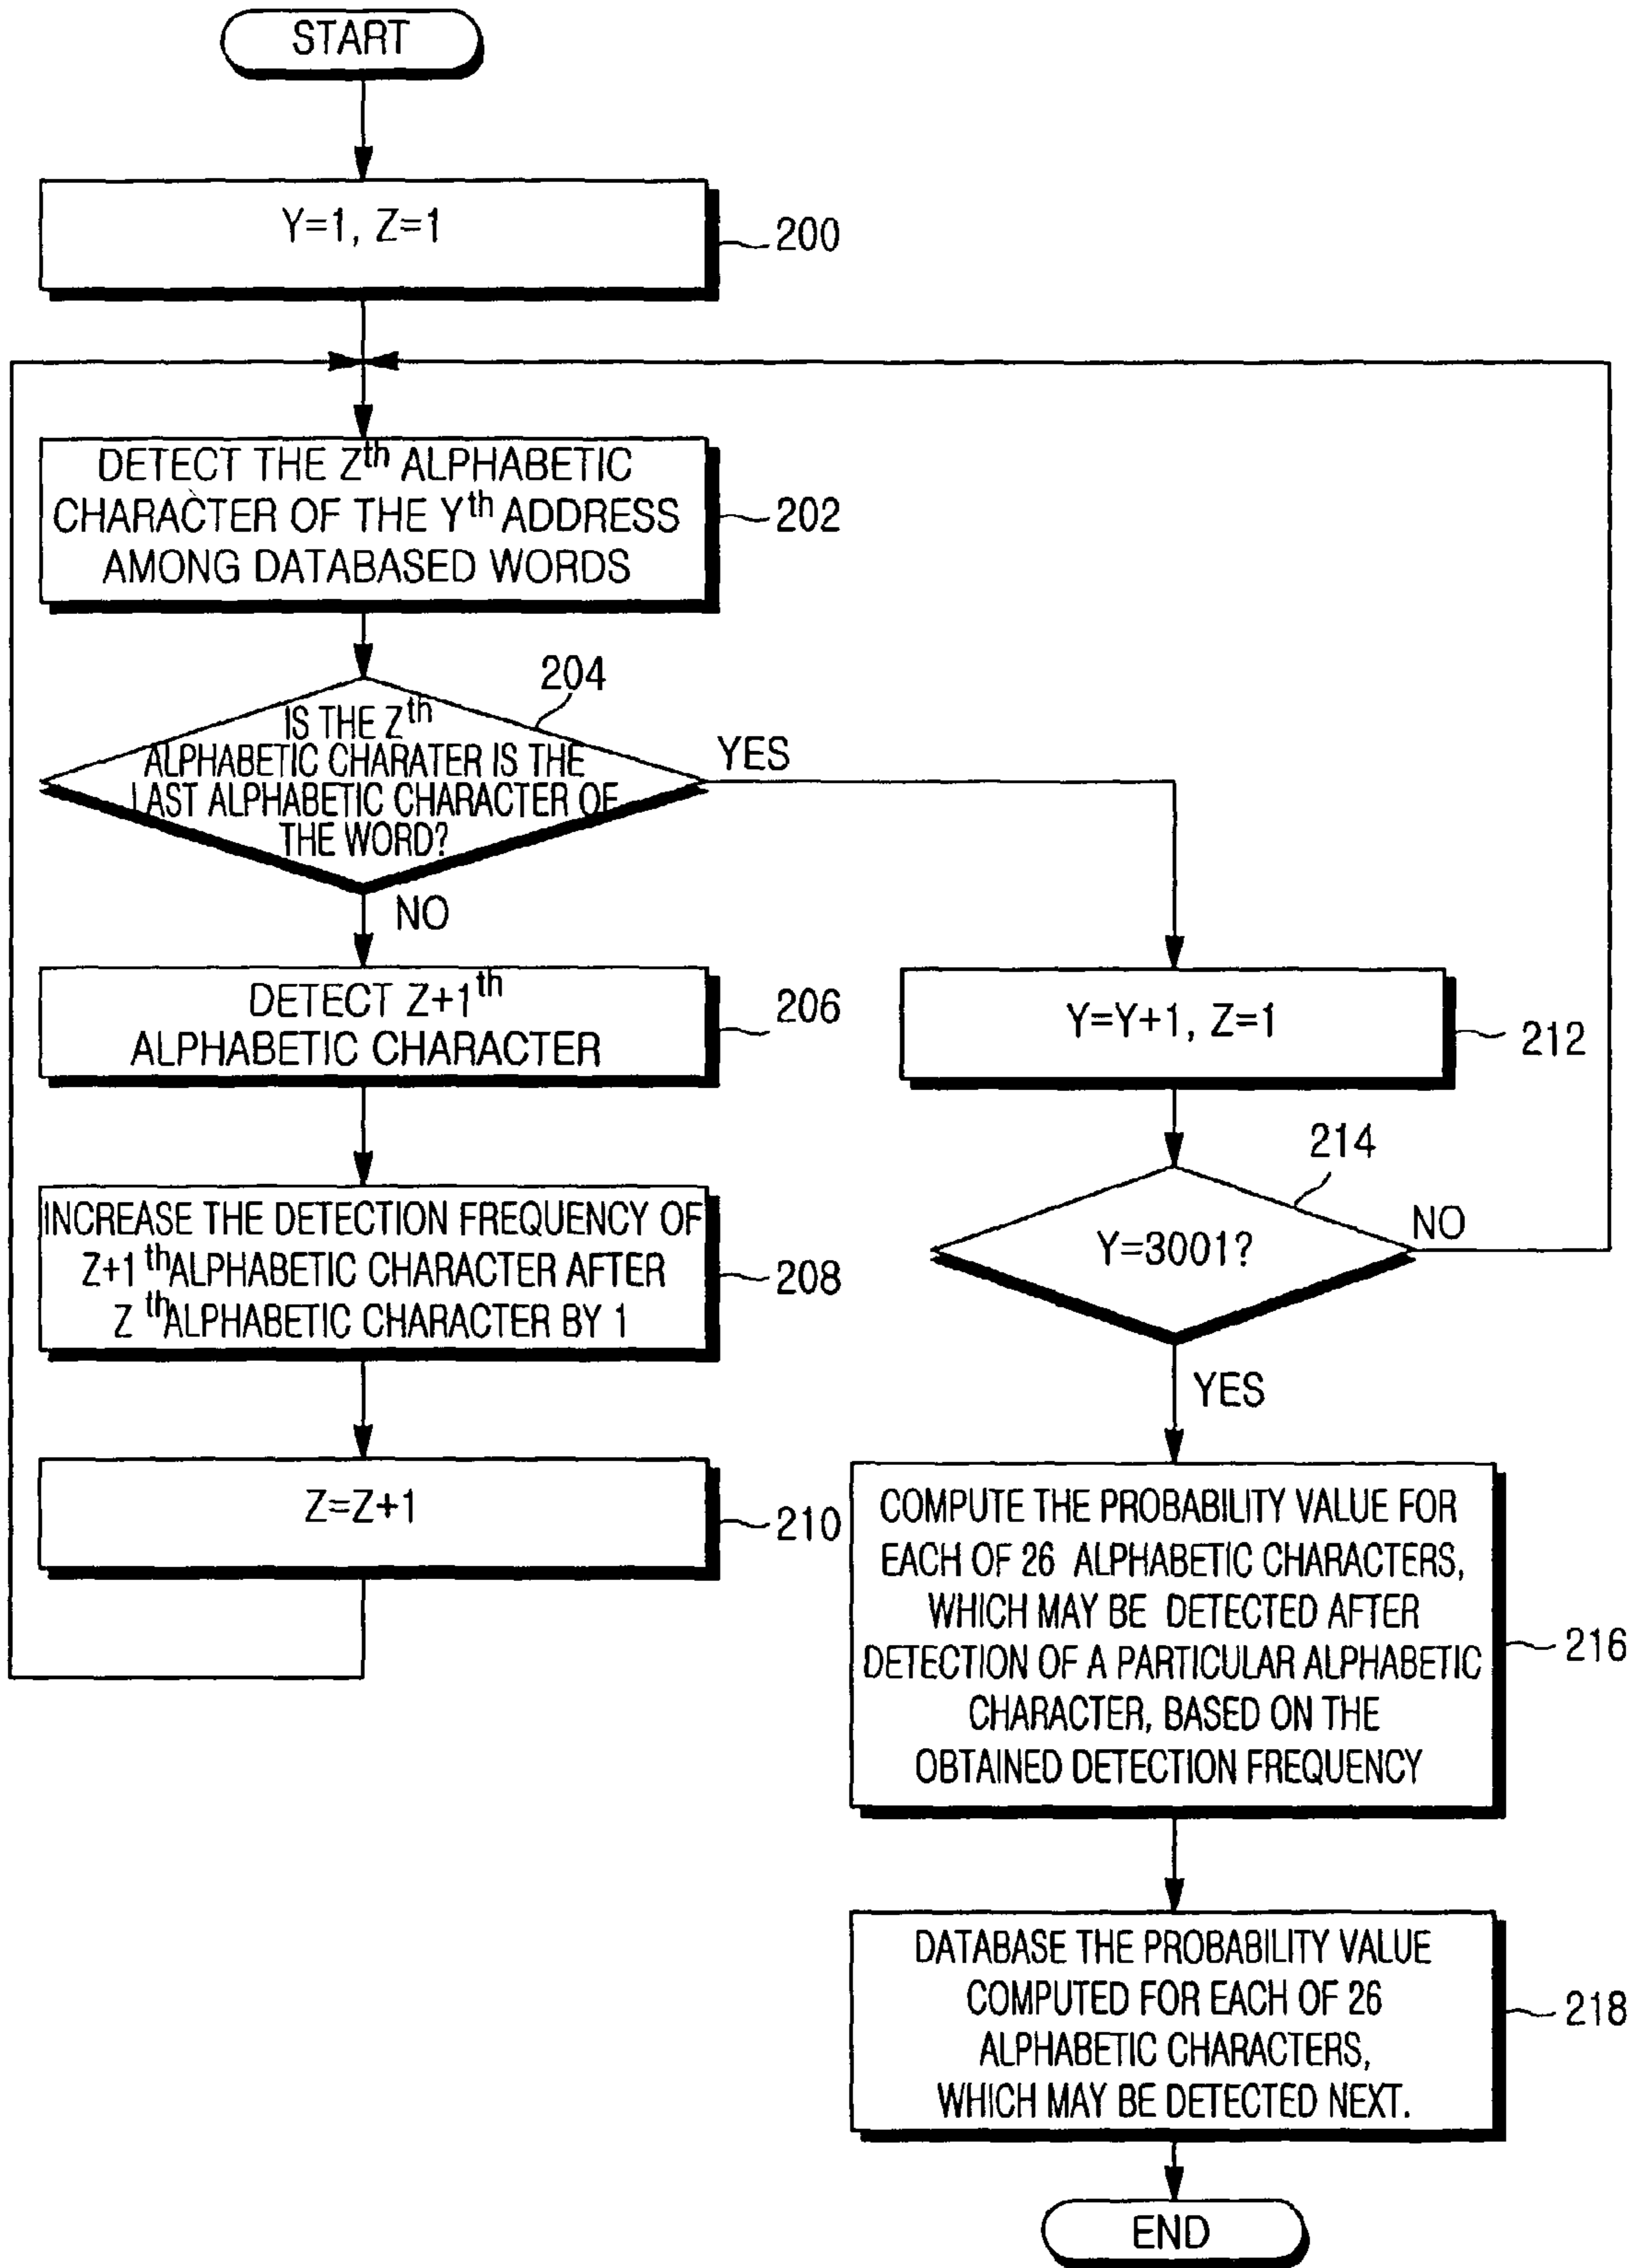 START
Y=1, Z=1
200
DETECT THE Zth ALPHABETIC
CHARACTER OF THE Yth ADDRESS
AMONG DATABASED WORDS
202
204
IS THE Zth
ALPHABETIC CHARATER IS THE
LAST ALPHABETIC CHARACTER OF
THE WORD?
YES
NO
DETECT Z+1th
ALPHABETIC CHARACTER
206
INCREASE THE DETECTION FREQUENCY OF
Z+1 thALPHABETIC CHARACTER AFTER
Z thALPHABETIC CHARACTER BY 1
208
Z=Z+1
210
Y=Y+1, Z=1
212
214
Y=3001?
NO
YES
COMPUTE THE PROBABILITY VALUE FOR
EACH OF 26 ALPHABETIC CHARACTERS,
WHICH MAY BE DETECTED AFTER
DETECTION OF A PARTICULAR ALPHABETIC
CHARACTER, BASED ON THE
OBTAINED DETECTION FREQUENCY
216
DATABASE THE PROBABILITY VALUE
COMPUTED FOR EACH OF 26
ALPHABETIC CHARACTERS,
WHICH MAY BE DETECTED NEXT.
218
END